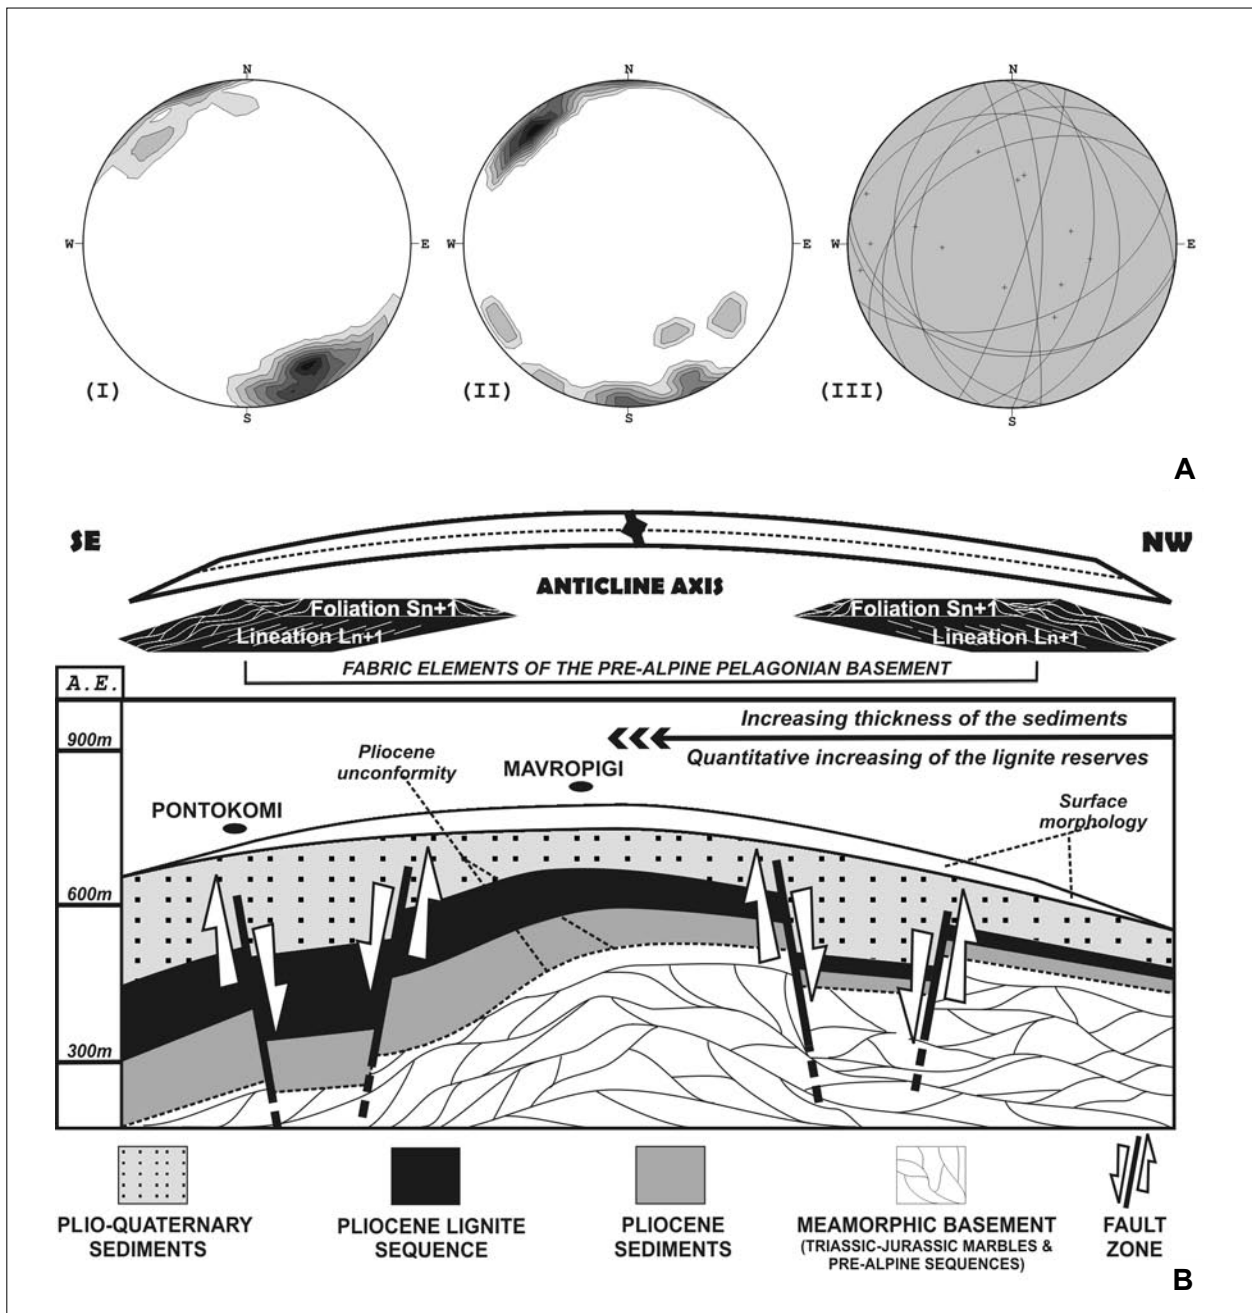 N
N
N
W
E
W
E
W
E
(I)
(II)
(III)
S
S
S
A
SE
NW
ANTICLINE AXIS
Foliation Sn+1
Foliation Sn+1
Lineation Ln+1
Lineation Ln+1
FABRIC ELEMENTS OF THE PRE-ALPINE PELAGONIAN BASEMENT
A.E.
Increasing thickness of the sediments
900m
Quantitative increasing of the lignite reserves
Pliocene
unconformity
MAVROPIGI
PONTOKOMI
Surface
morphology
600m
300m
PLIO-QUATERNARY
SEDIMENTS
PLIOCENE LIGNITE
SEQUENCE
PLIOCENE
SEDIMENTS
MEAMORPHIC BASEMENT
(TRIASSIC-JURASSIC MARBLES &
PRE-ALPINE SEQUENCES)
FAULT
ZONE
B